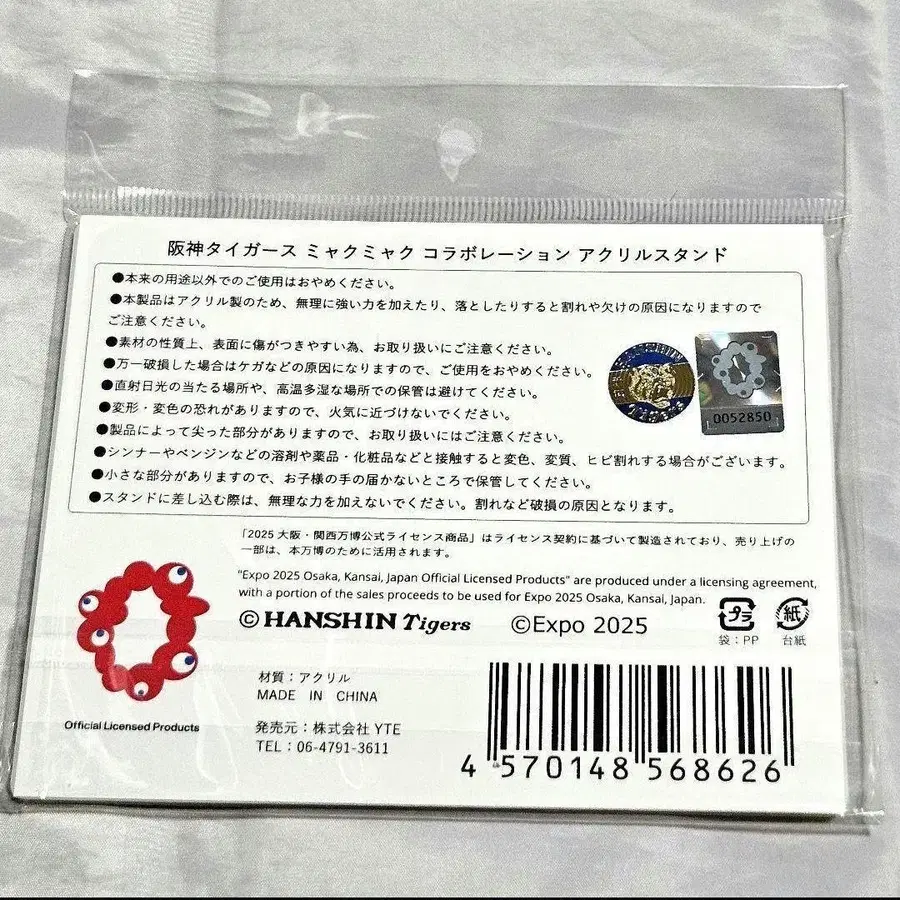 阪神タイガース ミャクミャク コラボレーション アクリルスタンド
●本来の用途以外でのご使用はおやめください。
●本製品はアクリル製のため、無理に強い力を加えたり、落としたりすると割れや欠けの原因になりますので
ご注意ください。
●素材の性質上、表面に傷がつきやすい為、お取り扱いにご注意ください。
●万一破損した場合はケガなどの原因になりますので、ご使用をおやめください。
●直射日光の当たる場所や、高温多湿な場所での保管は避けてください。
●変形・変色の恐れがありますので、火気に近づけないでください。
●製品によって尖った部分がありますので、お取り扱いにはご注意ください。
●シンナーやベンジンなどの溶剤や薬品・化粧品などと接触すると変色、変質、ヒビ割れする場合がございます。
●小さな部分がありますので、お子様の手の届かないところで保管してください。
●スタンドに差し込む際は、無理な力を加えないでください。割れなど破損の原因となります。
Tigers
0052850
「2025 大阪・関西万博公式ライセンス商品」はライセンス契約に基づいて製造されており、売り上げの
一部は、本万博のために活用されます。
"Expo 2025 Osaka, Kansai, Japan Official Licensed Products" are produced under a licensing agreement,
with a portion of the sales proceeds to be used for Expo 2025 Osaka, Kansai, Japan.
©HANSHIN Tigers ©Expo 2025
プラ 紙
袋：PP 台紙
Official Licensed Products
材質：アクリル
MADE IN CHINA
発売元：株式会社 YTE
TEL：06-4791-3611
4 570148 568626